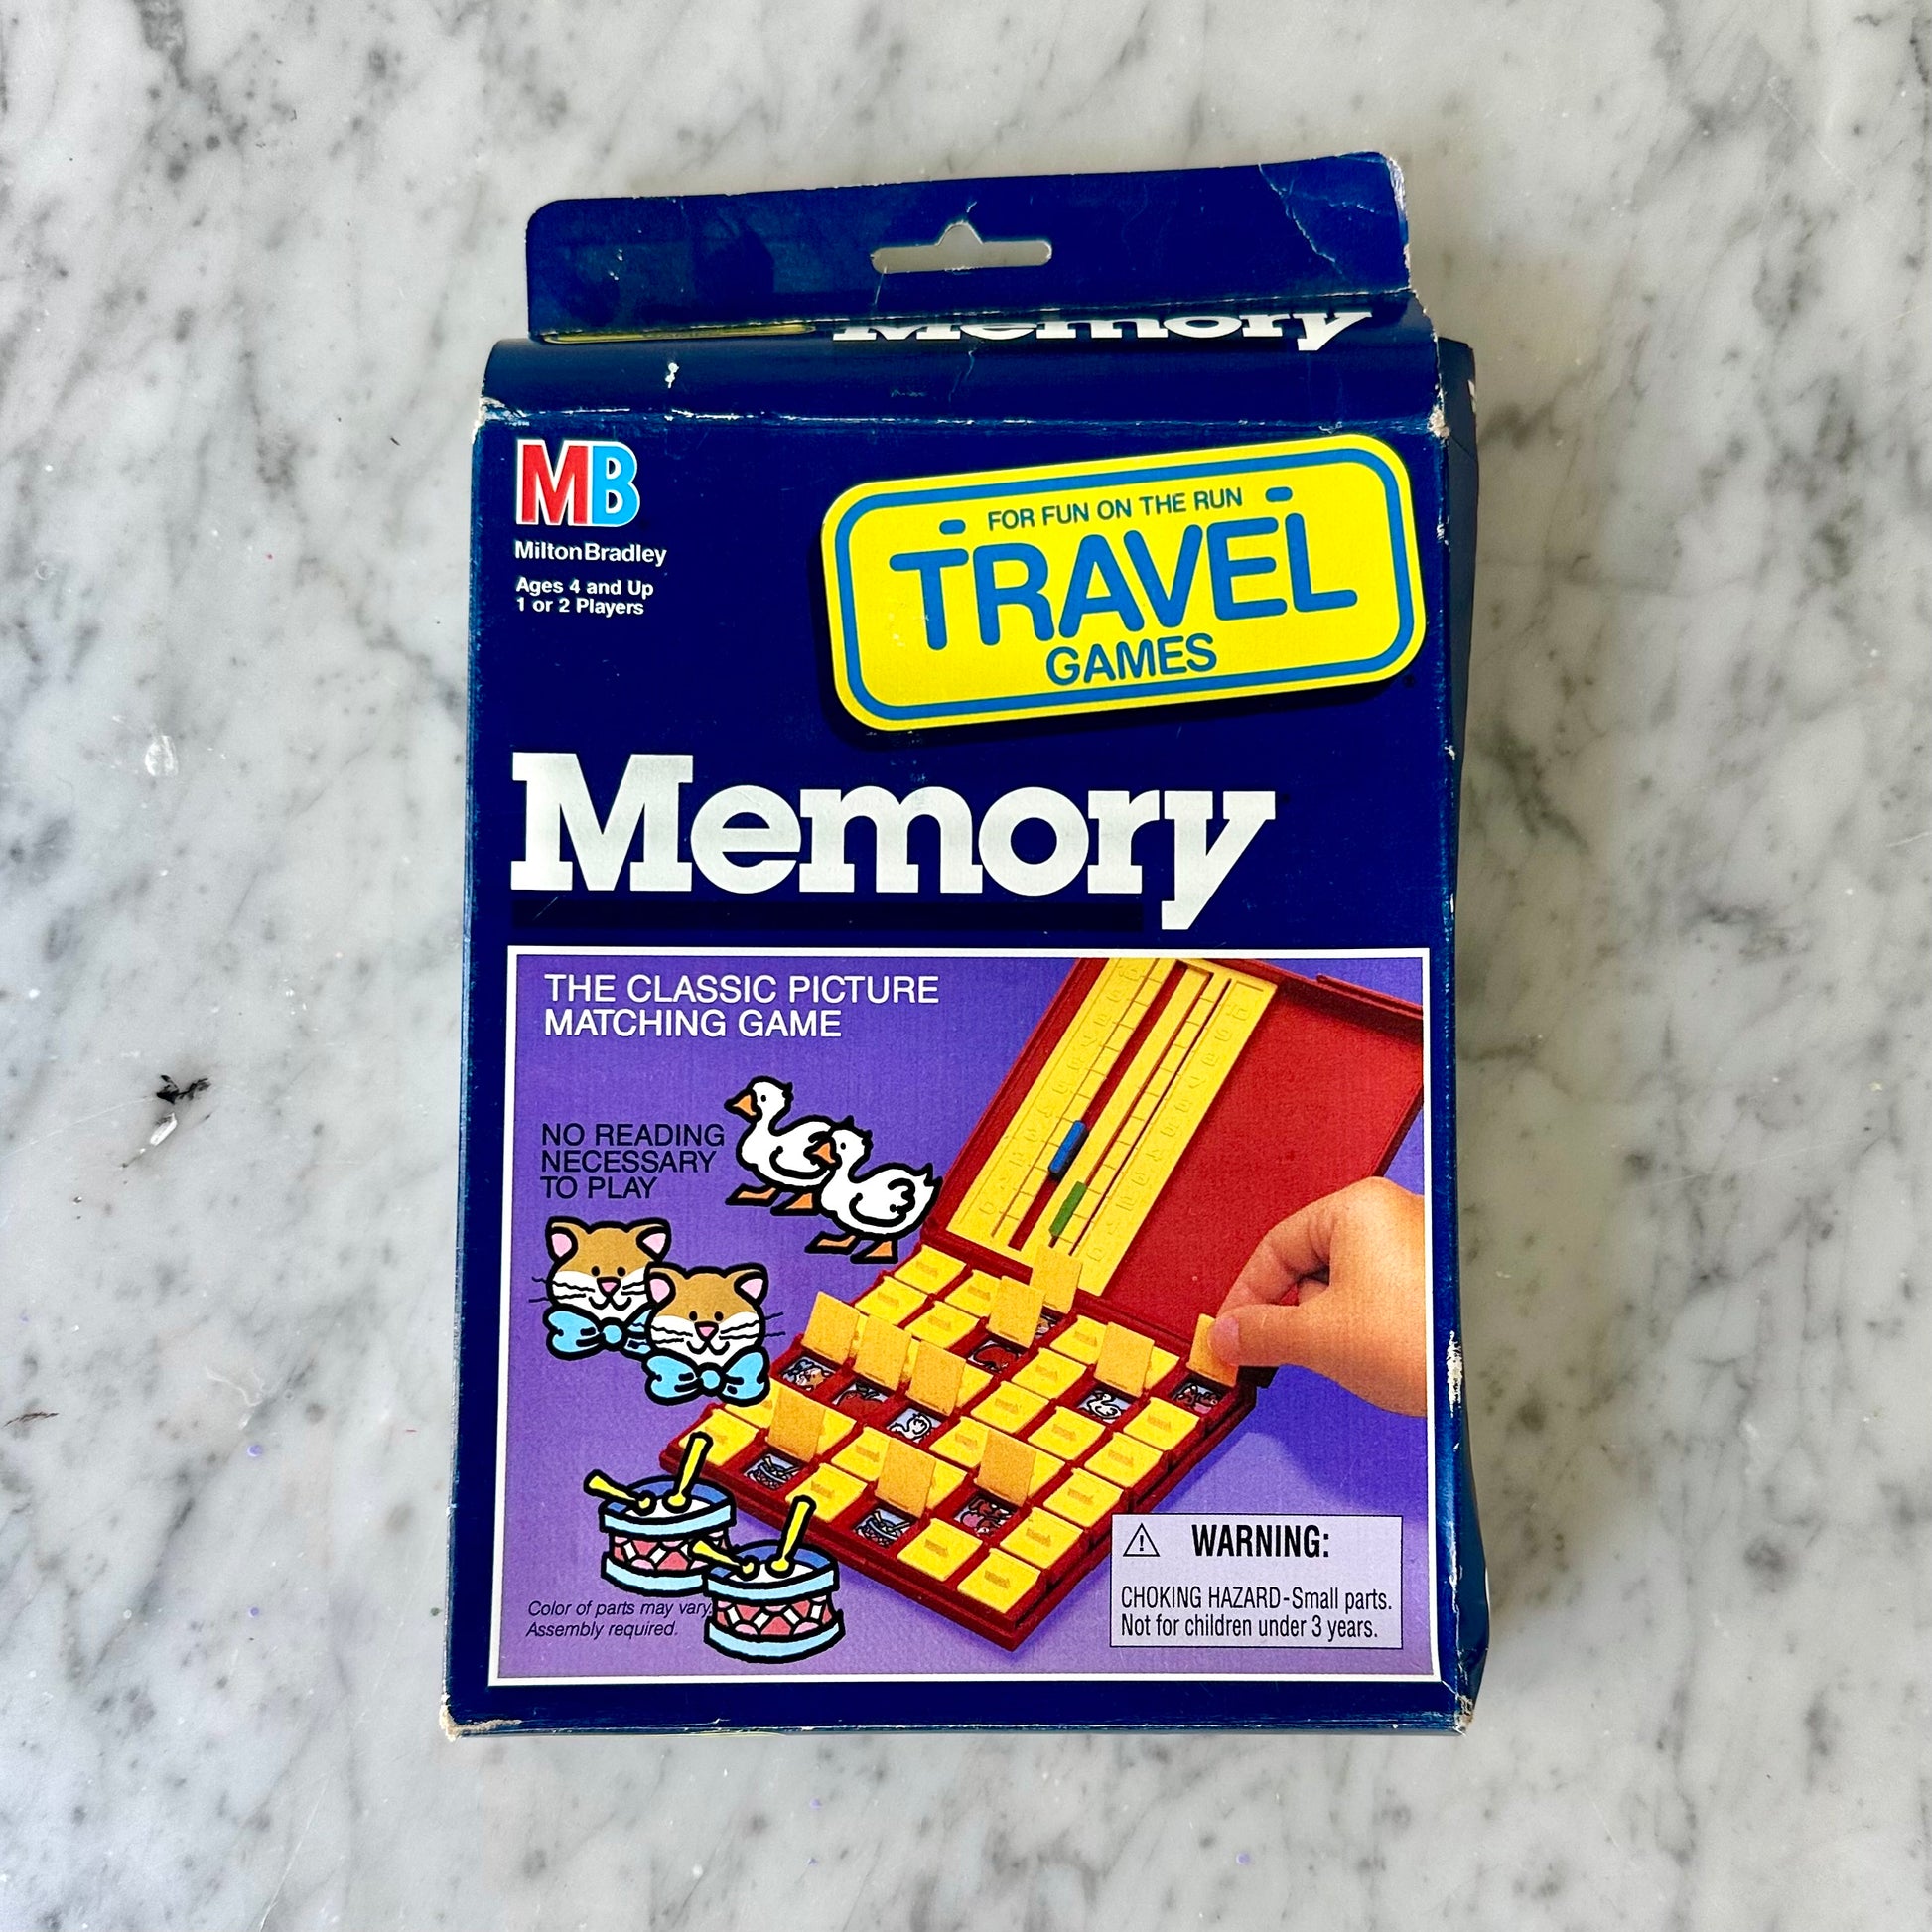 Memory
MB
MiltonBradley
Ages 4 and Up
1 or 2 Players
FOR FUN ON THE RUN
TRAVEL
GAMES
Memory
THE CLASSIC PICTURE
MATCHING GAME
NO READING
NECESSARY
TO PLAY
Color of parts may vary.
Assembly required.
WARNING:
CHOKING HAZARD-Small parts.
Not for children under 3 years.